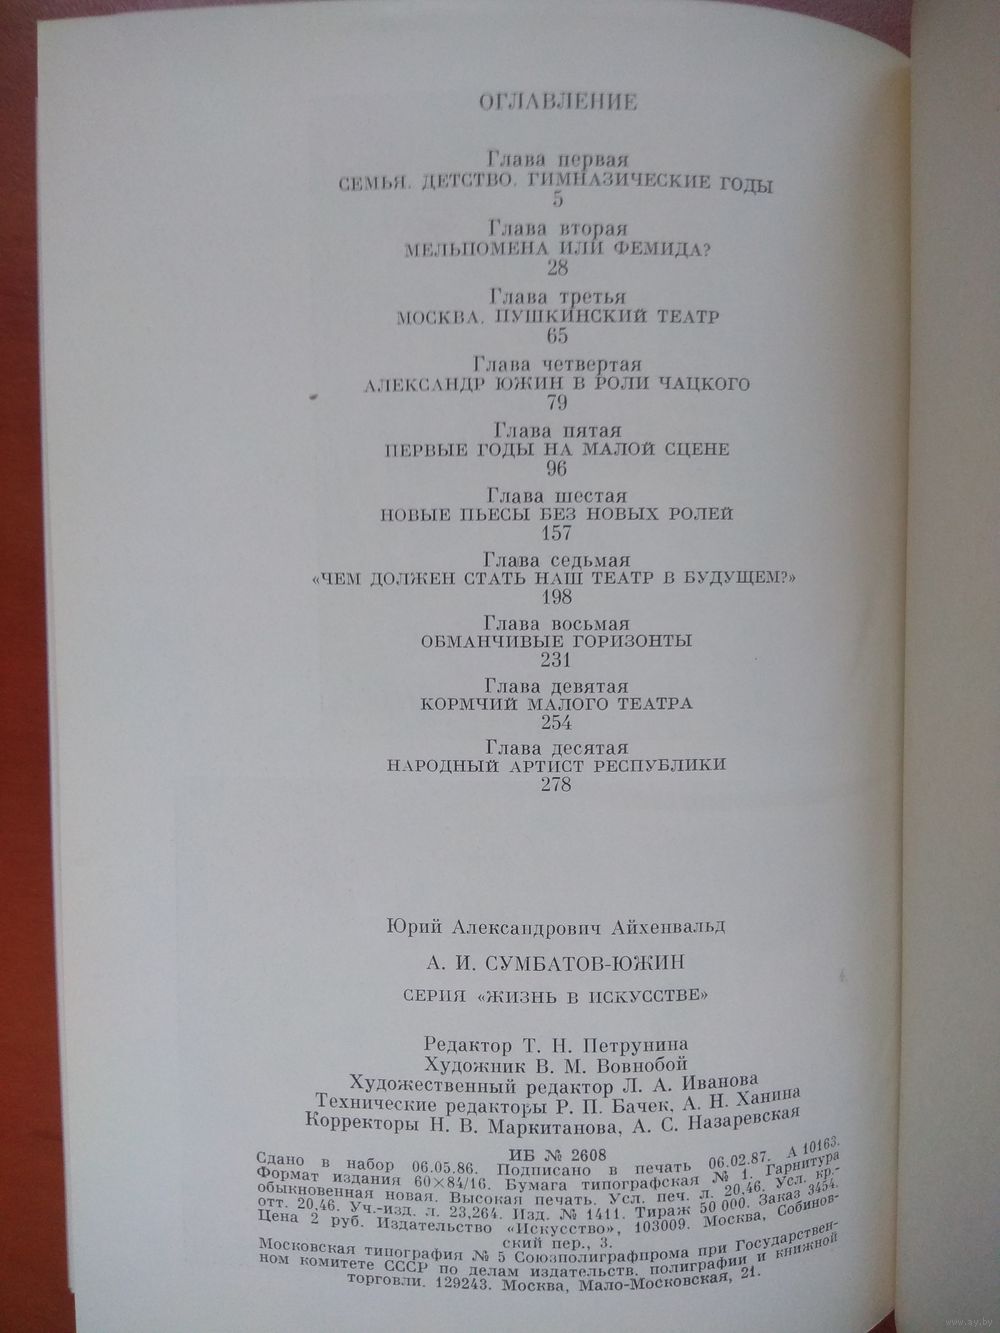 ОГЛАВЛЕНИЕ
Глава первая
СЕМЬЯ. ДЕТСТВО. ГИМНАЗИЧЕСКИЕ ГОДЫ
5
Глава вторая
МЕЛЬПОМЕНА ИЛИ ФЕМИДА?
28
Глава третья
МОСКВА. ПУШКИНСКИЙ ТЕАТР
65
Глава четвертая
АЛЕКСАНДР ЮЖИН В РОЛИ ЧАЦКОГО
79
Глава пятая
ПЕРВЫЕ ГОДЫ НА МАЛОЙ СЦЕНЕ
96
Глава шестая
НОВЫЕ ПЬЕСЫ БЕЗ НОВЫХ РОЛЕЙ
157
Глава седьмая
«ЧЕМ ДОЛЖЕН СТАТЬ НАШ ТЕАТР В БУДУЩЕМ?»
198
Глава восьмая
ОБМАНЧИВЫЕ ГОРИЗОНТЫ
231
Глава девятая
КОРМЧИЙ МАЛОГО ТЕАТРА
254
Глава десятая
НАРОДНЫЙ АРТИСТ РЕСПУБЛИКИ
278
Юрий Александрович Айхенвальд
А. И. СУМБАТОВ-ЮЖИН
СЕРИЯ «ЖИЗНЬ В ИСКУССТВЕ»
Редактор Т. Н. Петрунина
Художник В. М. Вовнобой
Художественный редактор Л. А. Иванова
Технические редакторы Р. П. Бачек, А. Н. Ханина
Корректоры Н. В. Маркитанова, А. С. Назаревская
ИБ № 2608
Сдано в набор 06.05.86. Подписано в печать 06.02.87. А 10163.
Формат издания 60×84/16. Бумага типографская № 1. Гарнитура
обыкновенная новая. Высокая печать. Усл. печ. л. 20,46. Усл. кр.-
отт. 20,46. Уч.-изд. л. 23,264. Изд. № 1411. Тираж 50 000. Заказ 3454.
Цена 2 руб. Издательство «Искусство», 103009. Москва, Собинов-
ский пер., 3.
Московская типография № 5 Союзполиграфпрома при Государствен-
ном комитете СССР по делам издательств, полиграфии и книжной
торговли. 129243. Москва, Мало-Московская, 21.
www.ay.by